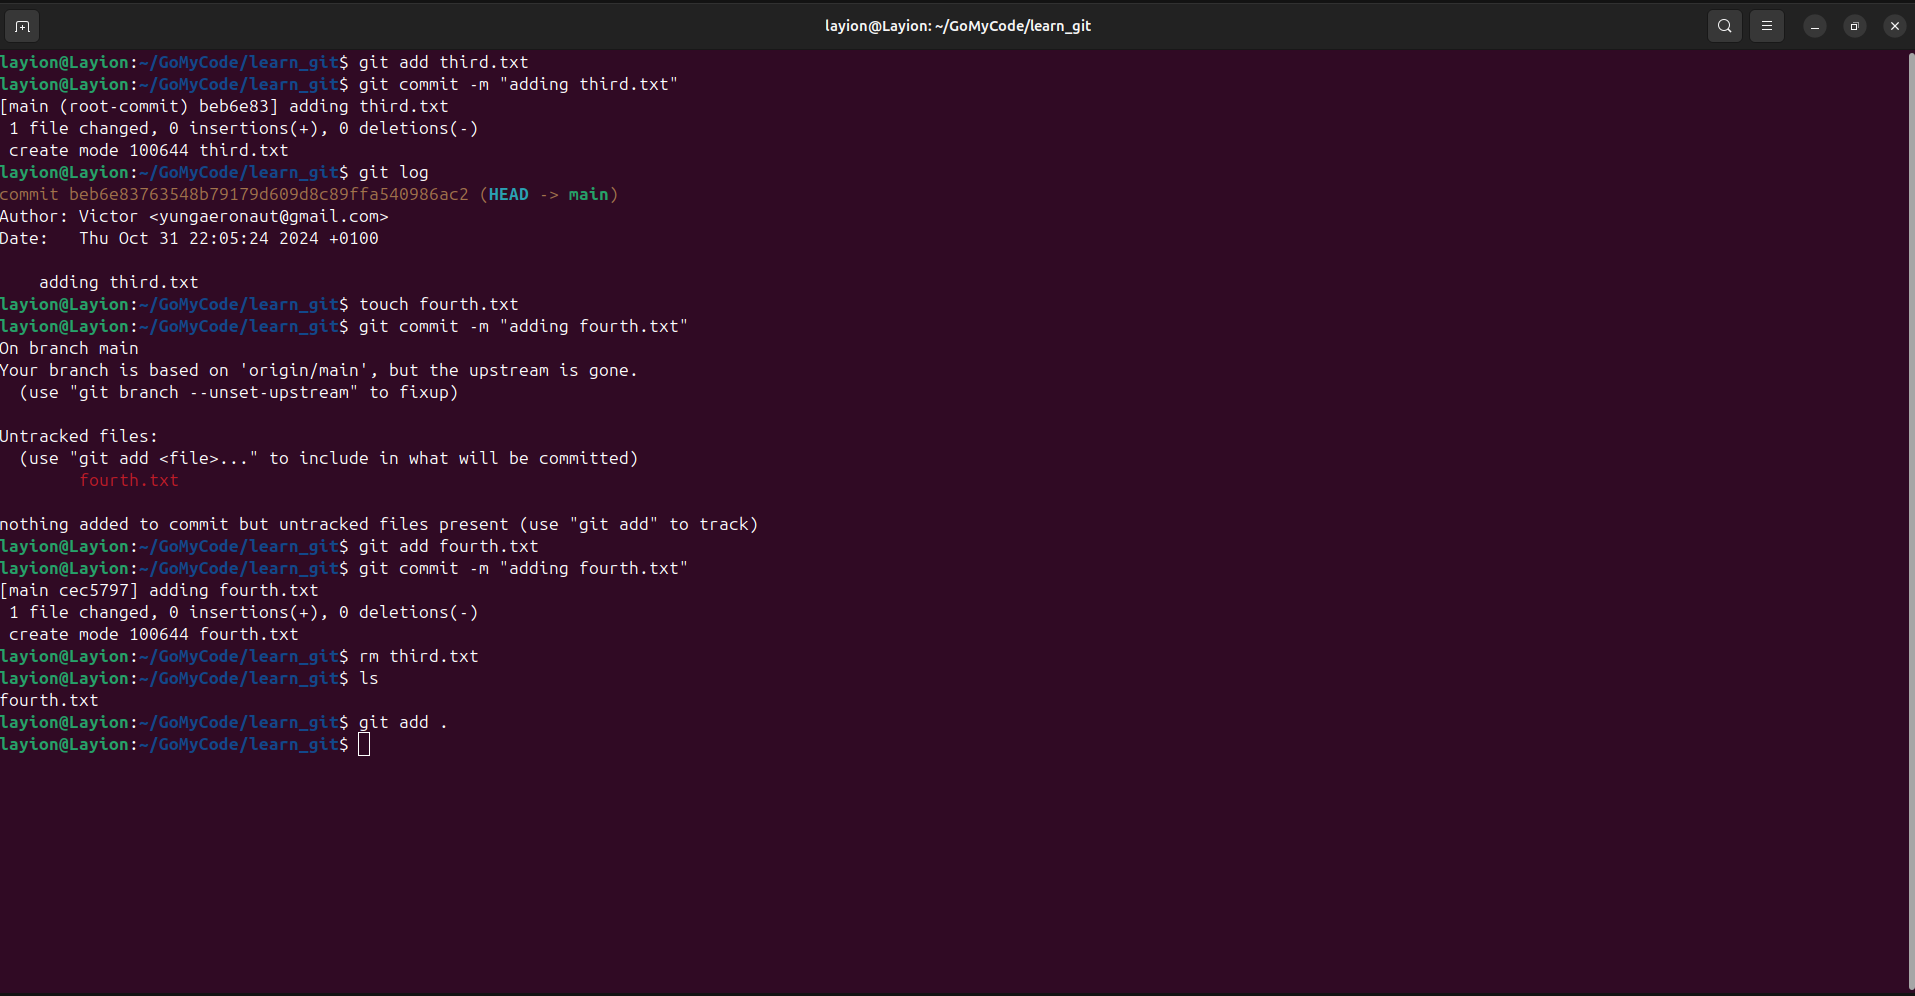 layion@Layion: ~/GoMyCode/learn_git
layion@Layion:~/GoMyCode/learn_git$ git add third.txt
layion@Layion:~/GoMyCode/learn_git$ git commit -m "adding third.txt"
[main (root-commit) beb6e83] adding third.txt
 1 file changed, 0 insertions(+), 0 deletions(-)
 create mode 100644 third.txt
layion@Layion:~/GoMyCode/learn_git$ git log
commit beb6e83763548b79179d609d8c89ffa540986ac2 (HEAD -> main)
Author: Victor <yungaeronaut@gmail.com>
Date:   Thu Oct 31 22:05:24 2024 +0100

    adding third.txt
layion@Layion:~/GoMyCode/learn_git$ touch fourth.txt
layion@Layion:~/GoMyCode/learn_git$ git commit -m "adding fourth.txt"
On branch main
Your branch is based on 'origin/main', but the upstream is gone.
  (use "git branch --unset-upstream" to fixup)

Untracked files:
  (use "git add <file>..." to include in what will be committed)
        fourth.txt

nothing added to commit but untracked files present (use "git add" to track)
layion@Layion:~/GoMyCode/learn_git$ git add fourth.txt
layion@Layion:~/GoMyCode/learn_git$ git commit -m "adding fourth.txt"
[main cec5797] adding fourth.txt
 1 file changed, 0 insertions(+), 0 deletions(-)
 create mode 100644 fourth.txt
layion@Layion:~/GoMyCode/learn_git$ rm third.txt
layion@Layion:~/GoMyCode/learn_git$ ls
fourth.txt
layion@Layion:~/GoMyCode/learn_git$ git add .
layion@Layion:~/GoMyCode/learn_git$